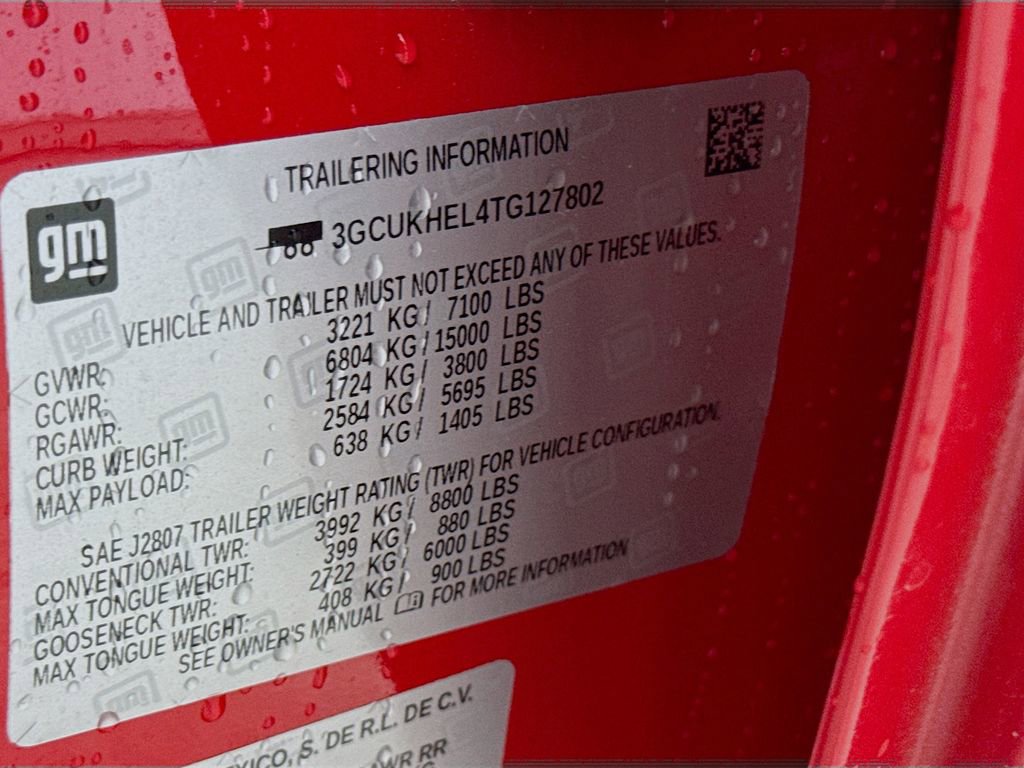 gm
TRAILERING INFORMATION
3GCUKHEL4TG127802
VEHICLE AND TRAILER MUST NOT EXCEED ANY OF THESE VALUES.
GVWR: 3221 KG/ 7100 LBS
GCWR: 6804 KG/ 15000 LBS
RGAWR: 1724 KG/ 3800 LBS
CURB WEIGHT: 2584 KG/ 5695 LBS
MAX PAYLOAD: 638 KG/ 1405 LBS
SAE J2807 TRAILER WEIGHT RATING (TWR) FOR VEHICLE CONFIGURATION.
CONVENTIONAL TWR: 3992 KG/ 8800 LBS
MAX TONGUE WEIGHT: 399 KG/ 880 LBS
GOOSENECK TWR: 2722 KG/ 6000 LBS
MAX TONGUE WEIGHT: 408 KG/ 900 LBS
SEE OWNER'S MANUAL FOR MORE INFORMATION
S. DE R.L. DE C.V.
RR